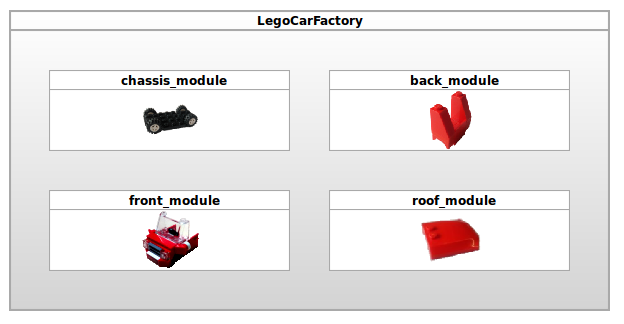 LegoCarFactory
chassis_module
back_module
front_module
roof_module